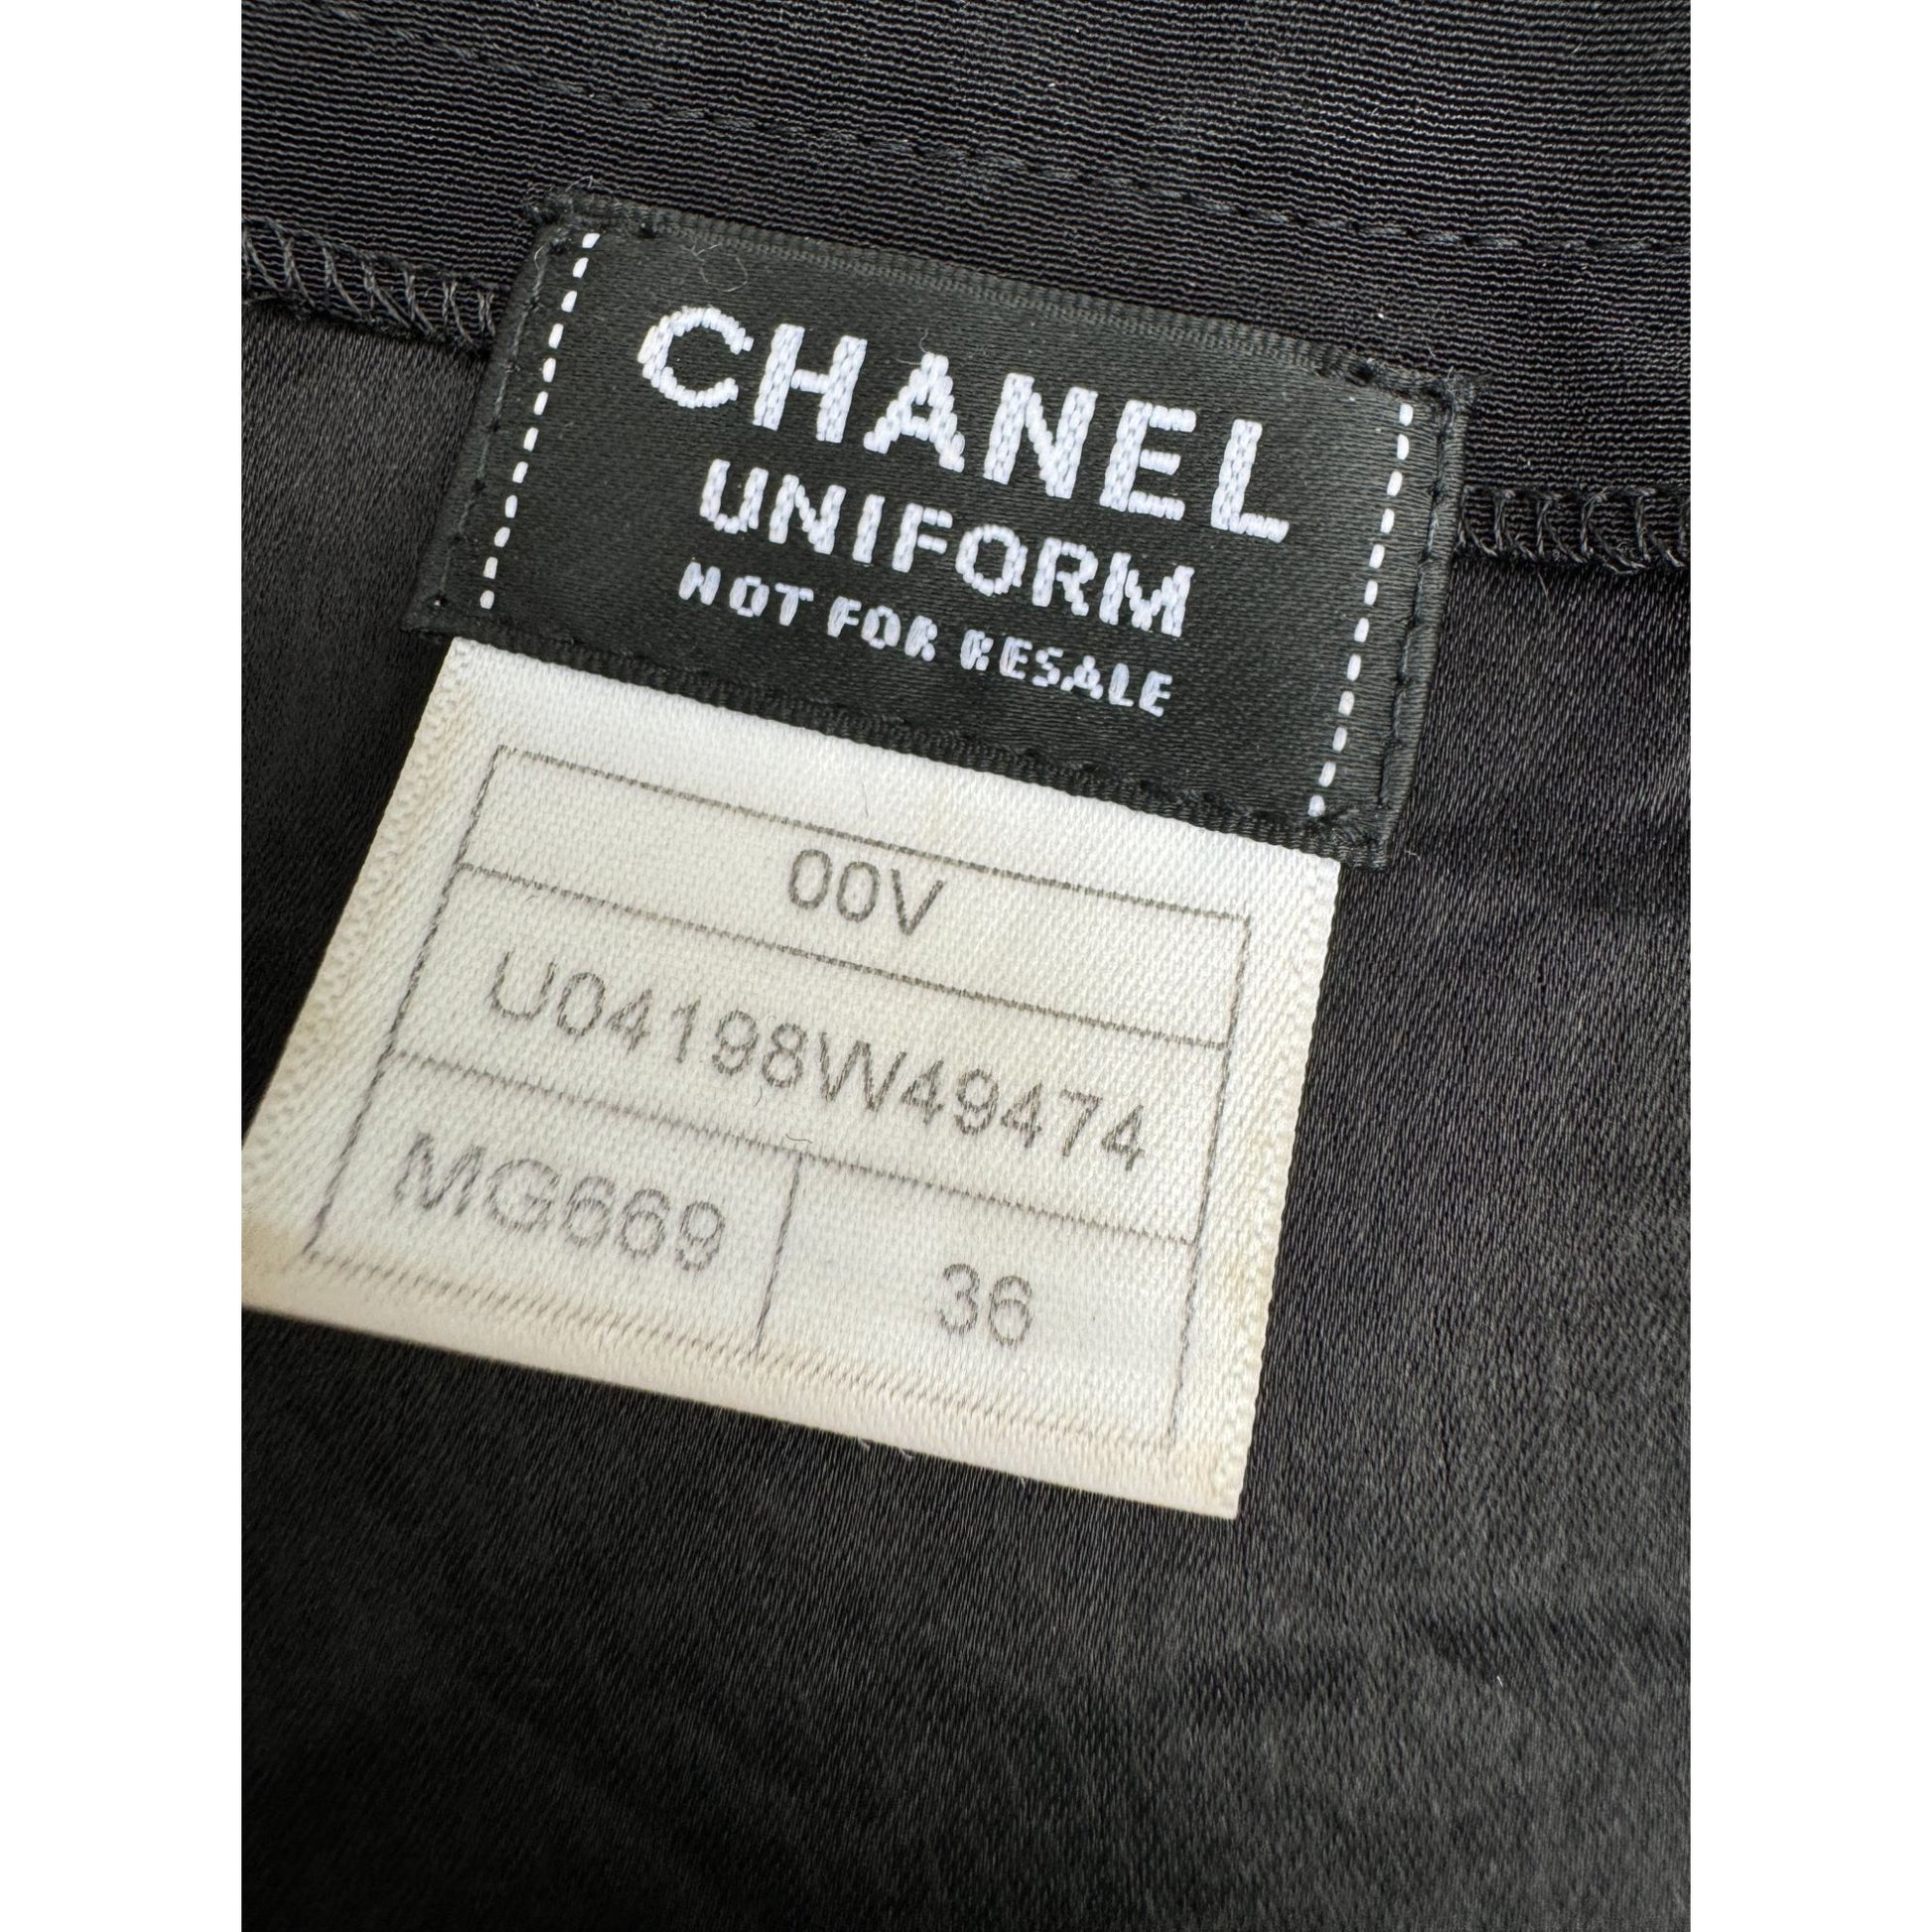 CHANEL
UNIFORM
NOT FOR RESALE
00V
U04198W49474
MG669 36